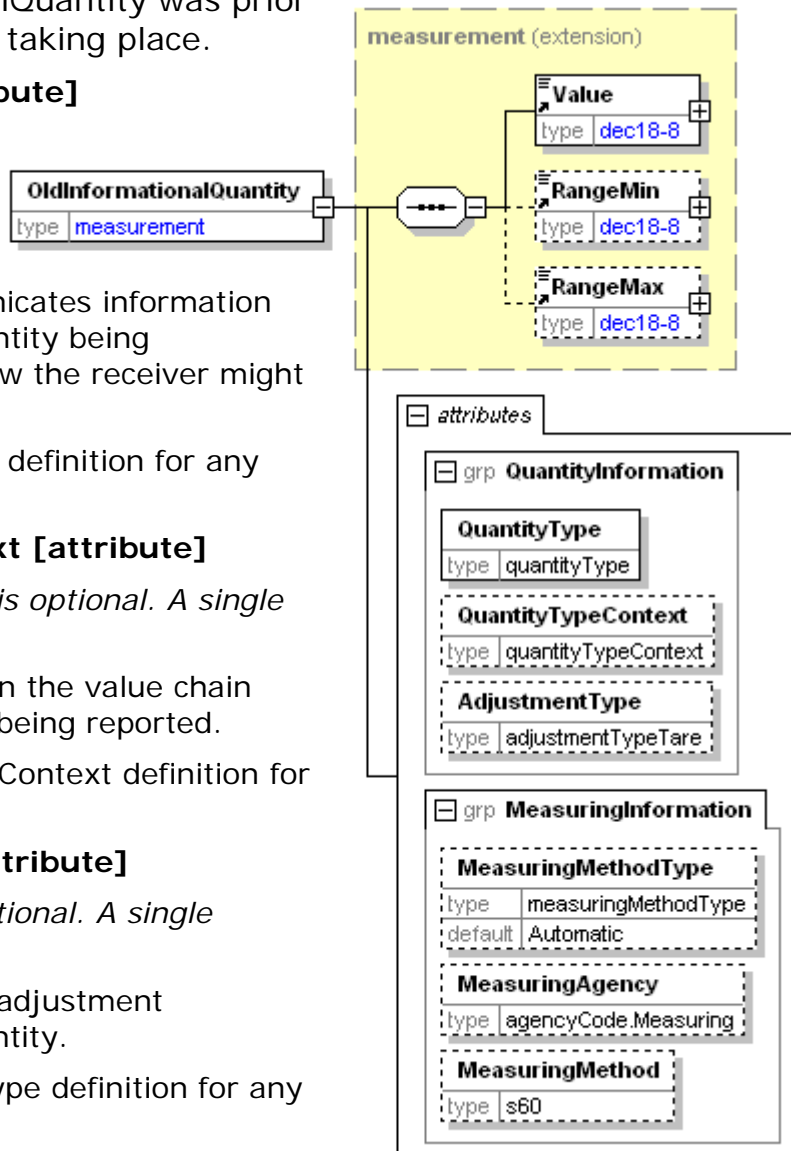 lQuantity was prior
taking place.
bute]
nicates information
ntity being
w the receiver might
definition for any
xt [attribute]
is optional. A single
n the value chain
being reported.
Context definition for
tribute]
tional. A single
adjustment
ntity.
ype definition for any
OldInformationalQuantity
type measurement
measurement (extension)
Value
type dec18-8
RangeMin
type dec18-8
RangeMax
type dec18-8
attributes
grp QuantityInformation
QuantityType
type quantityType
QuantityTypeContext
type quantityTypeContext
AdjustmentType
type adjustmentTypeTare
grp MeasuringInformation
MeasuringMethodType
type measuringMethodType
default Automatic
MeasuringAgency
type agencyCode.Measuring
MeasuringMethod
type s60